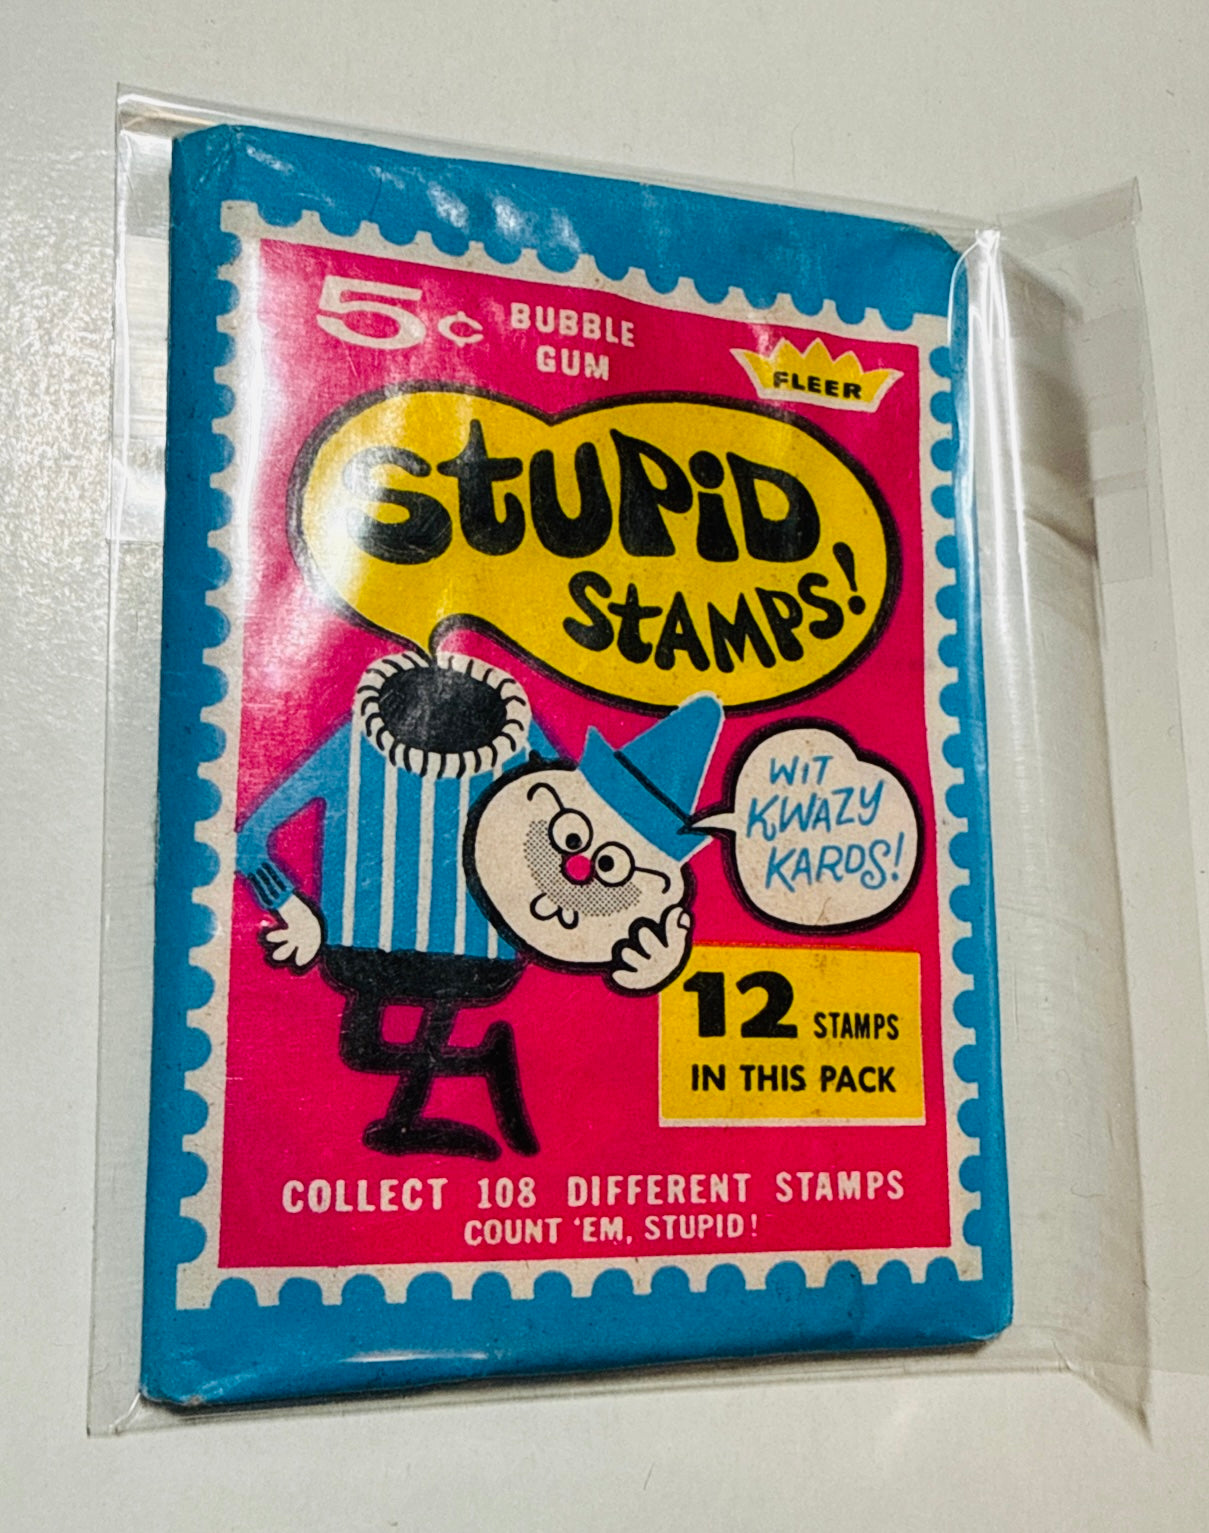 5¢ BUBBLE GUM
FLEER
STUPID
STAMPS!
WIT
KWAZY
KARDS!
12 STAMPS
IN THIS PACK
COLLECT 108 DIFFERENT STAMPS
COUNT 'EM, STUPID!